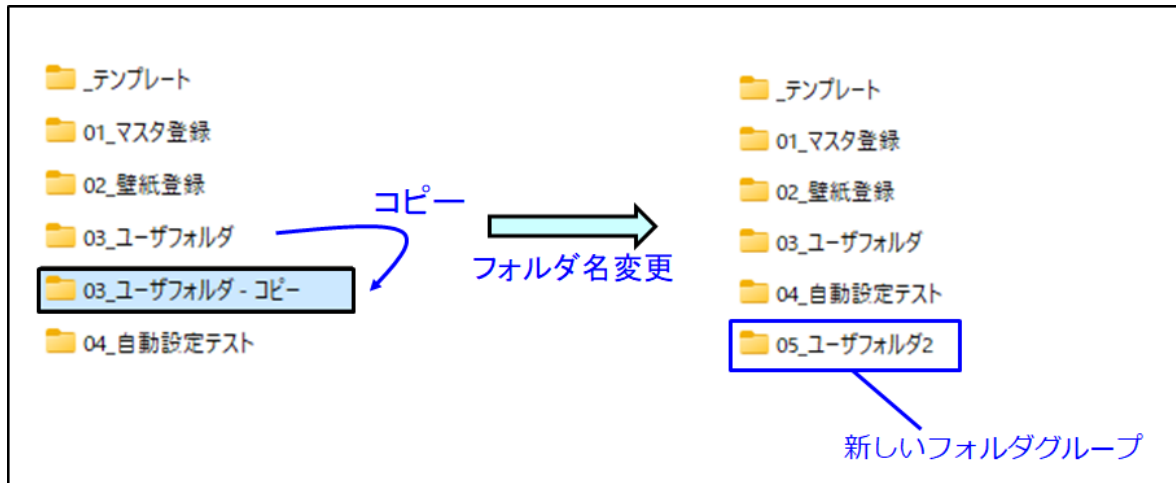 _テンプレート
01_マスタ登録
02_壁紙登録
03_ユーザフォルダ
03_ユーザフォルダ - コピー
04_自動設定テスト
コピー
フォルダ名変更
_テンプレート
01_マスタ登録
02_壁紙登録
03_ユーザフォルダ
04_自動設定テスト
05_ユーザフォルダ2
新しいフォルダグループ